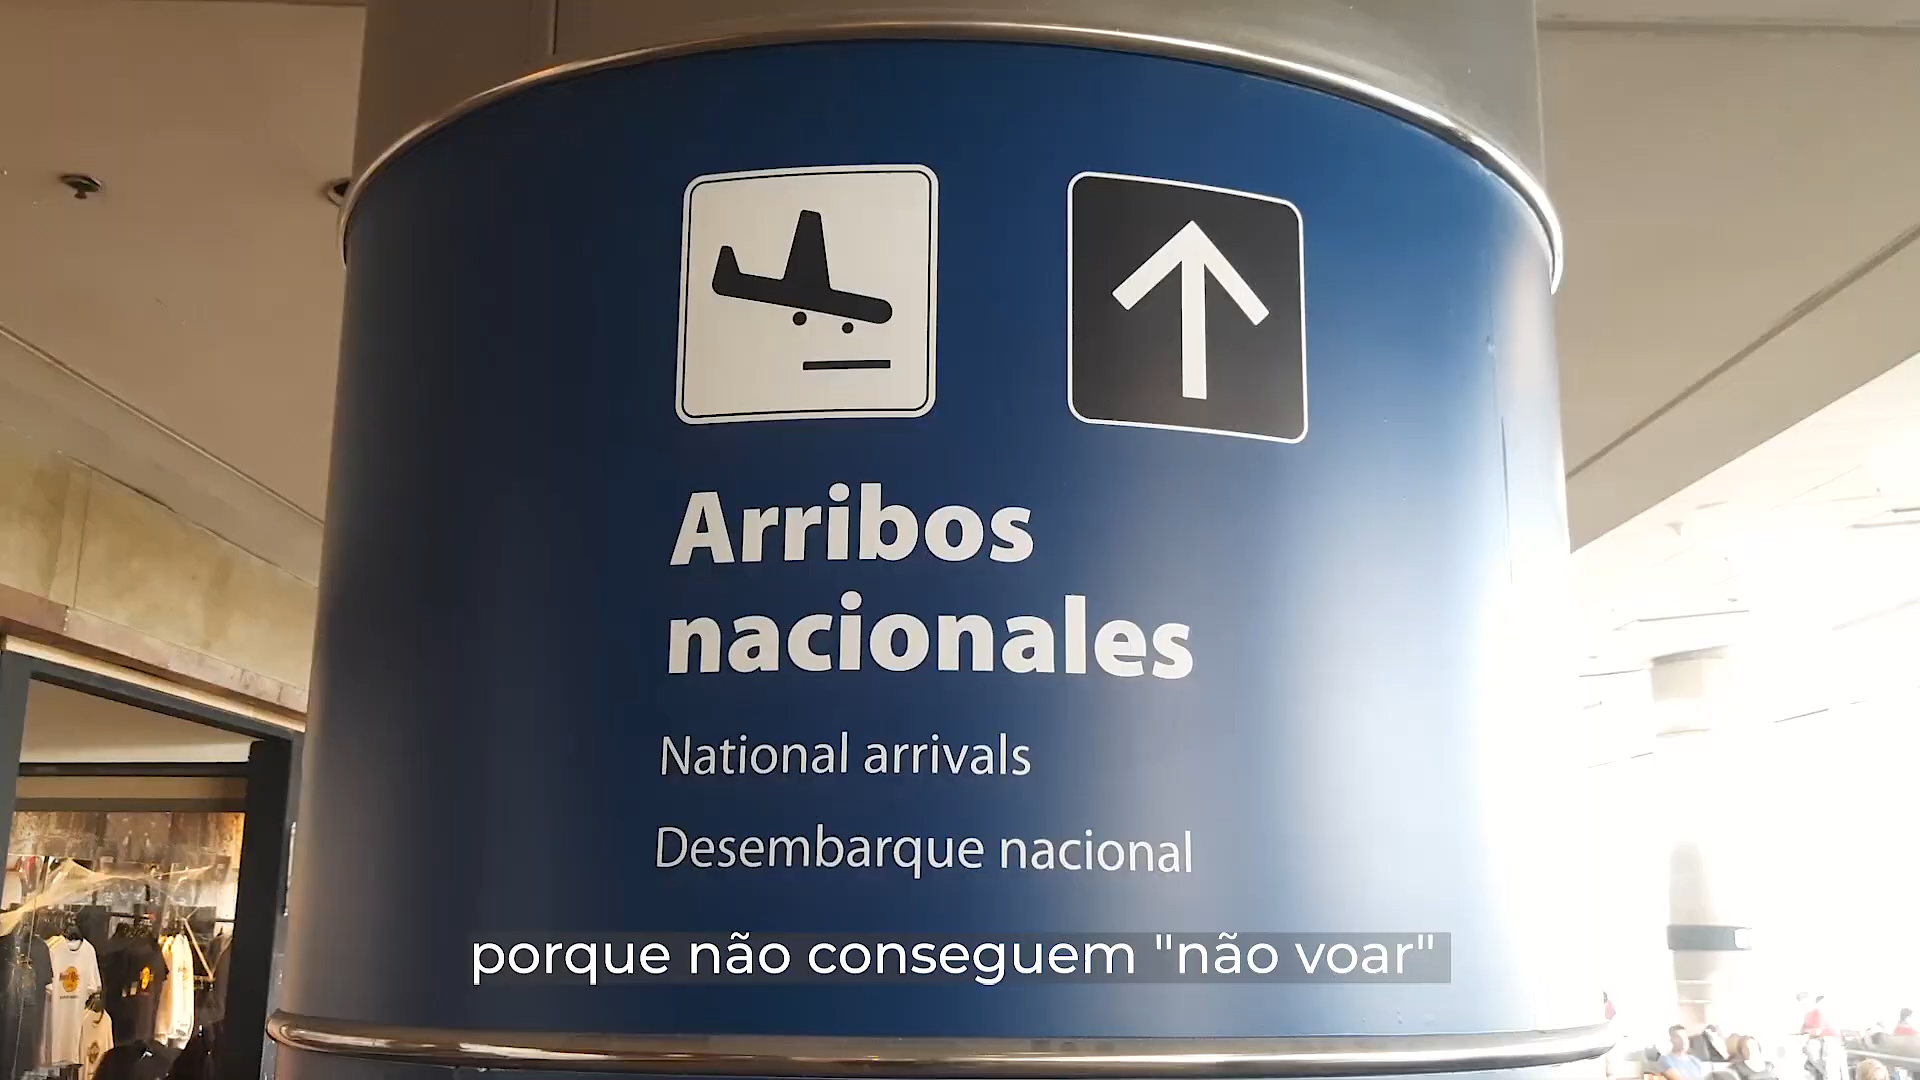 Arribos
nacionales
National arrivals
Desembarque nacional
porque não conseguem "não voar"